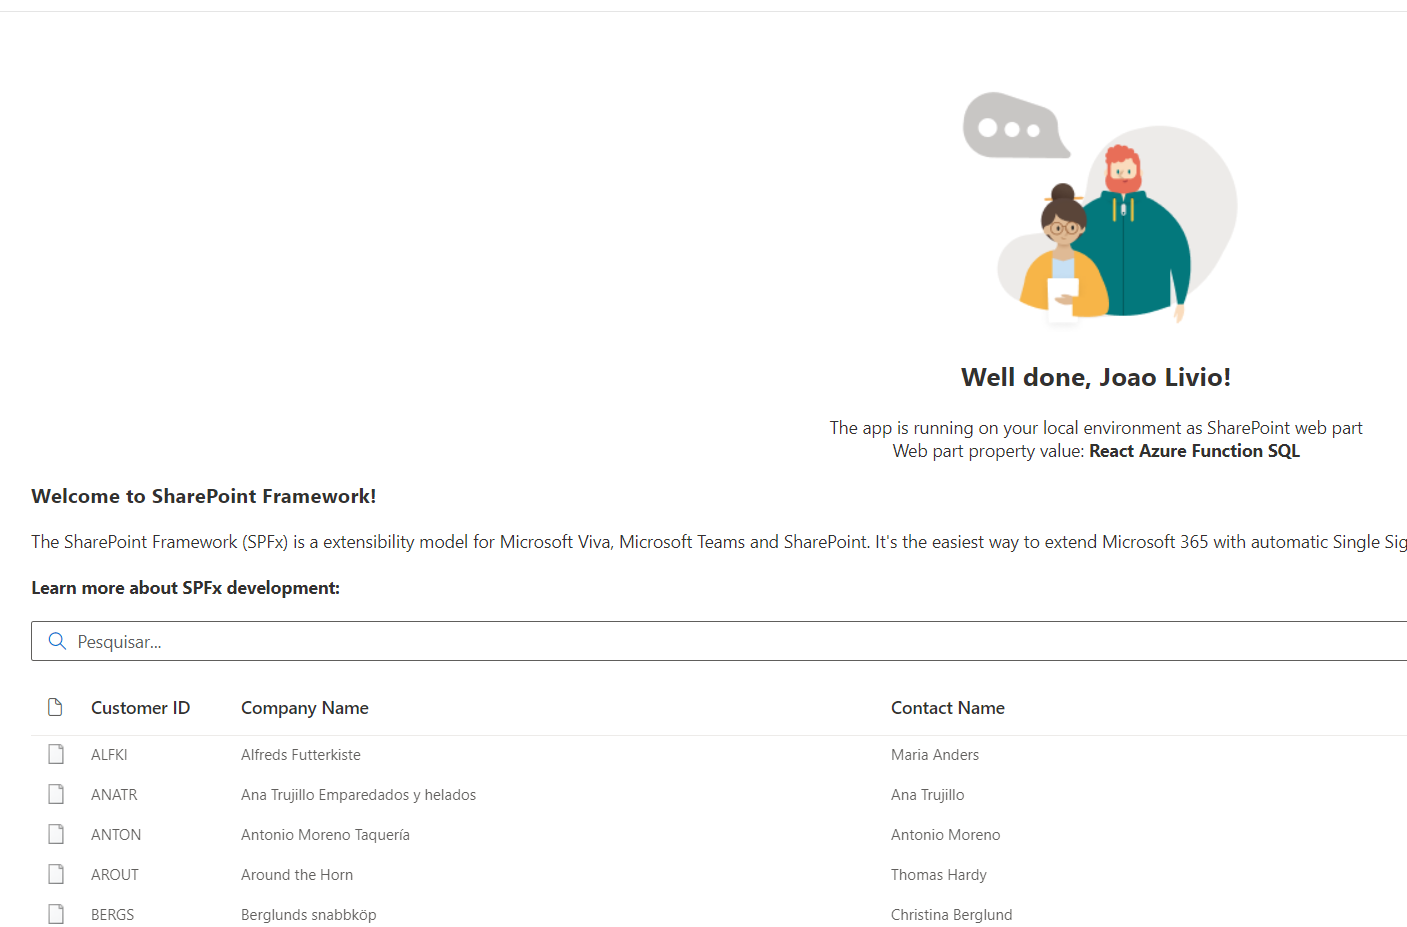 Well done, Joao Livio!
The app is running on your local environment as SharePoint web part
Web part property value: React Azure Function SQL
Welcome to SharePoint Framework!
The SharePoint Framework (SPFx) is a extensibility model for Microsoft Viva, Microsoft Teams and SharePoint. It's the easiest way to extend Microsoft 365 with automatic Single Sig
Learn more about SPFx development:
Pesquisar...
Customer ID Company Name Contact Name
ALFKI Alfreds Futterkiste Maria Anders
ANATR Ana Trujillo Emparedados y helados Ana Trujillo
ANTON Antonio Moreno Taquería Antonio Moreno
AROUT Around the Horn Thomas Hardy
BERGS Berglunds snabbköp Christina Berglund